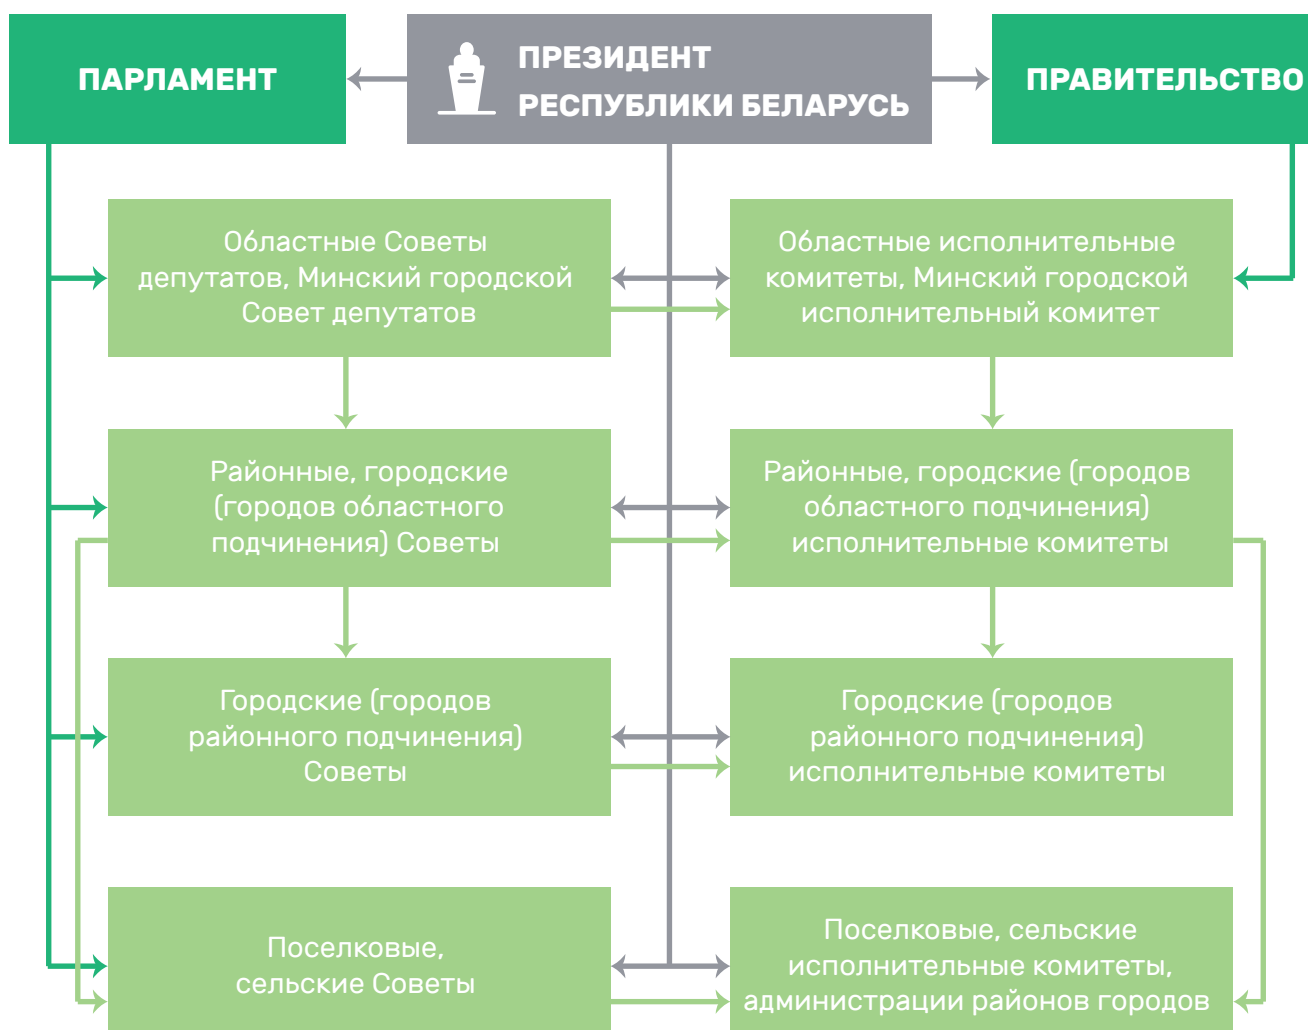 ПАРЛАМЕНТ
ПРЕЗИДЕНТ
РЕСПУБЛИКИ БЕЛАРУСЬ
ПРАВИТЕЛЬСТВО
Областные Советы
депутатов, Минский городской
Совет депутатов
Областные исполнительные
комитеты, Минский городской
исполнительный комитет
Районные, городские
(городов областного
подчинения) Советы
Районные, городские (городов
областного подчинения)
исполнительные комитеты
Городские (городов
районного подчинения)
Советы
Городские (городов
районного подчинения)
исполнительные комитеты
Поселковые,
сельские Советы
Поселковые, сельские
исполнительные комитеты,
администрации районов городов